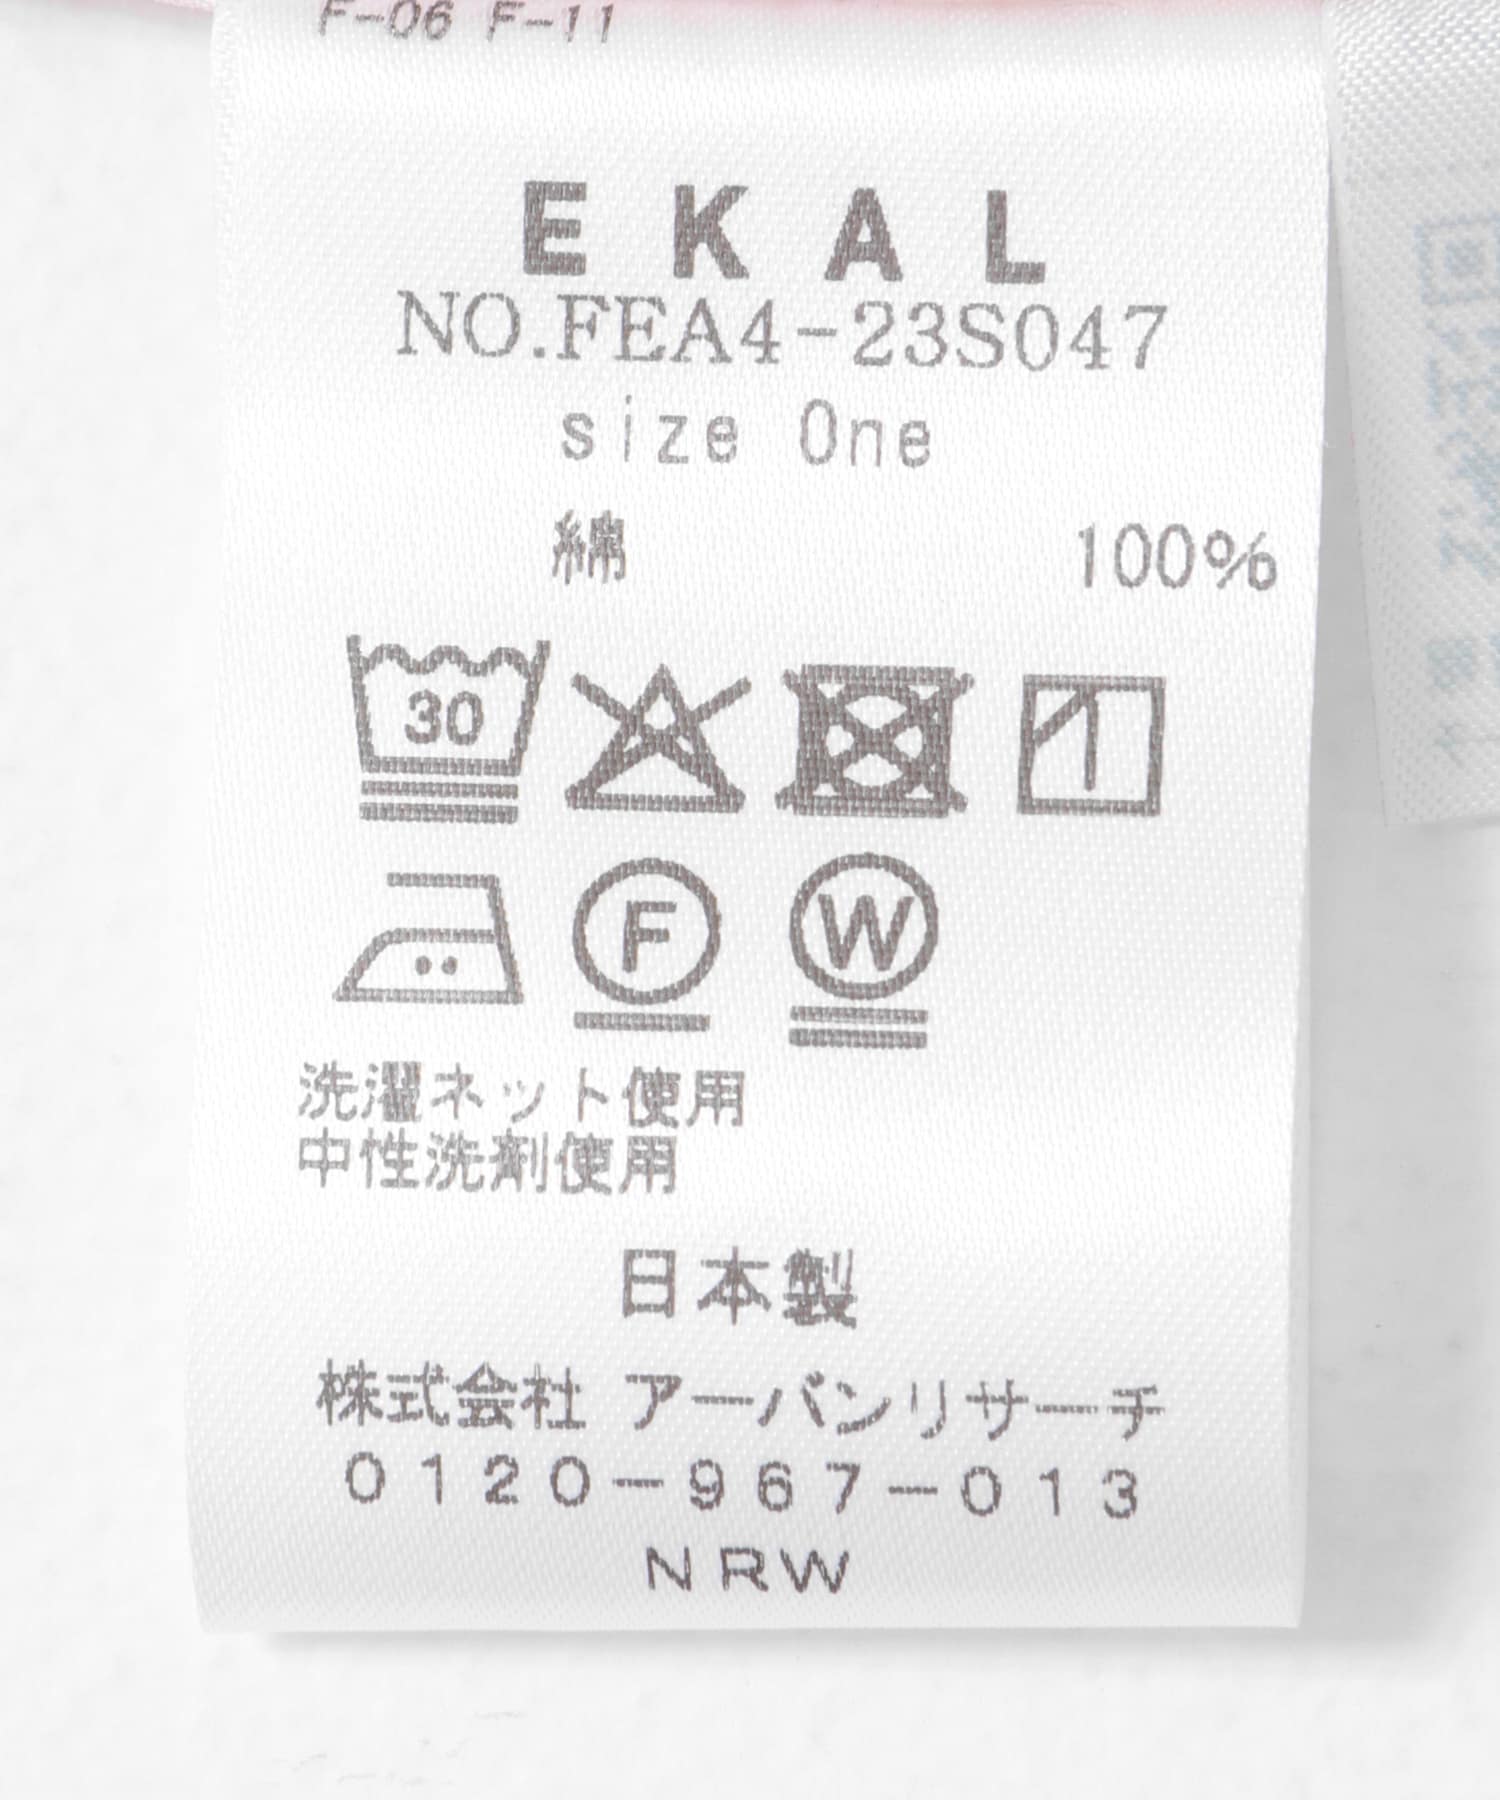 F-06 F-11
EKAL
NO.FEA4-23S047
size One
綿 100%
30
F W
洗濯ネット使用
中性洗剤使用
日本製
株式会社 アーバンリサーチ
0120-967-013
NRW